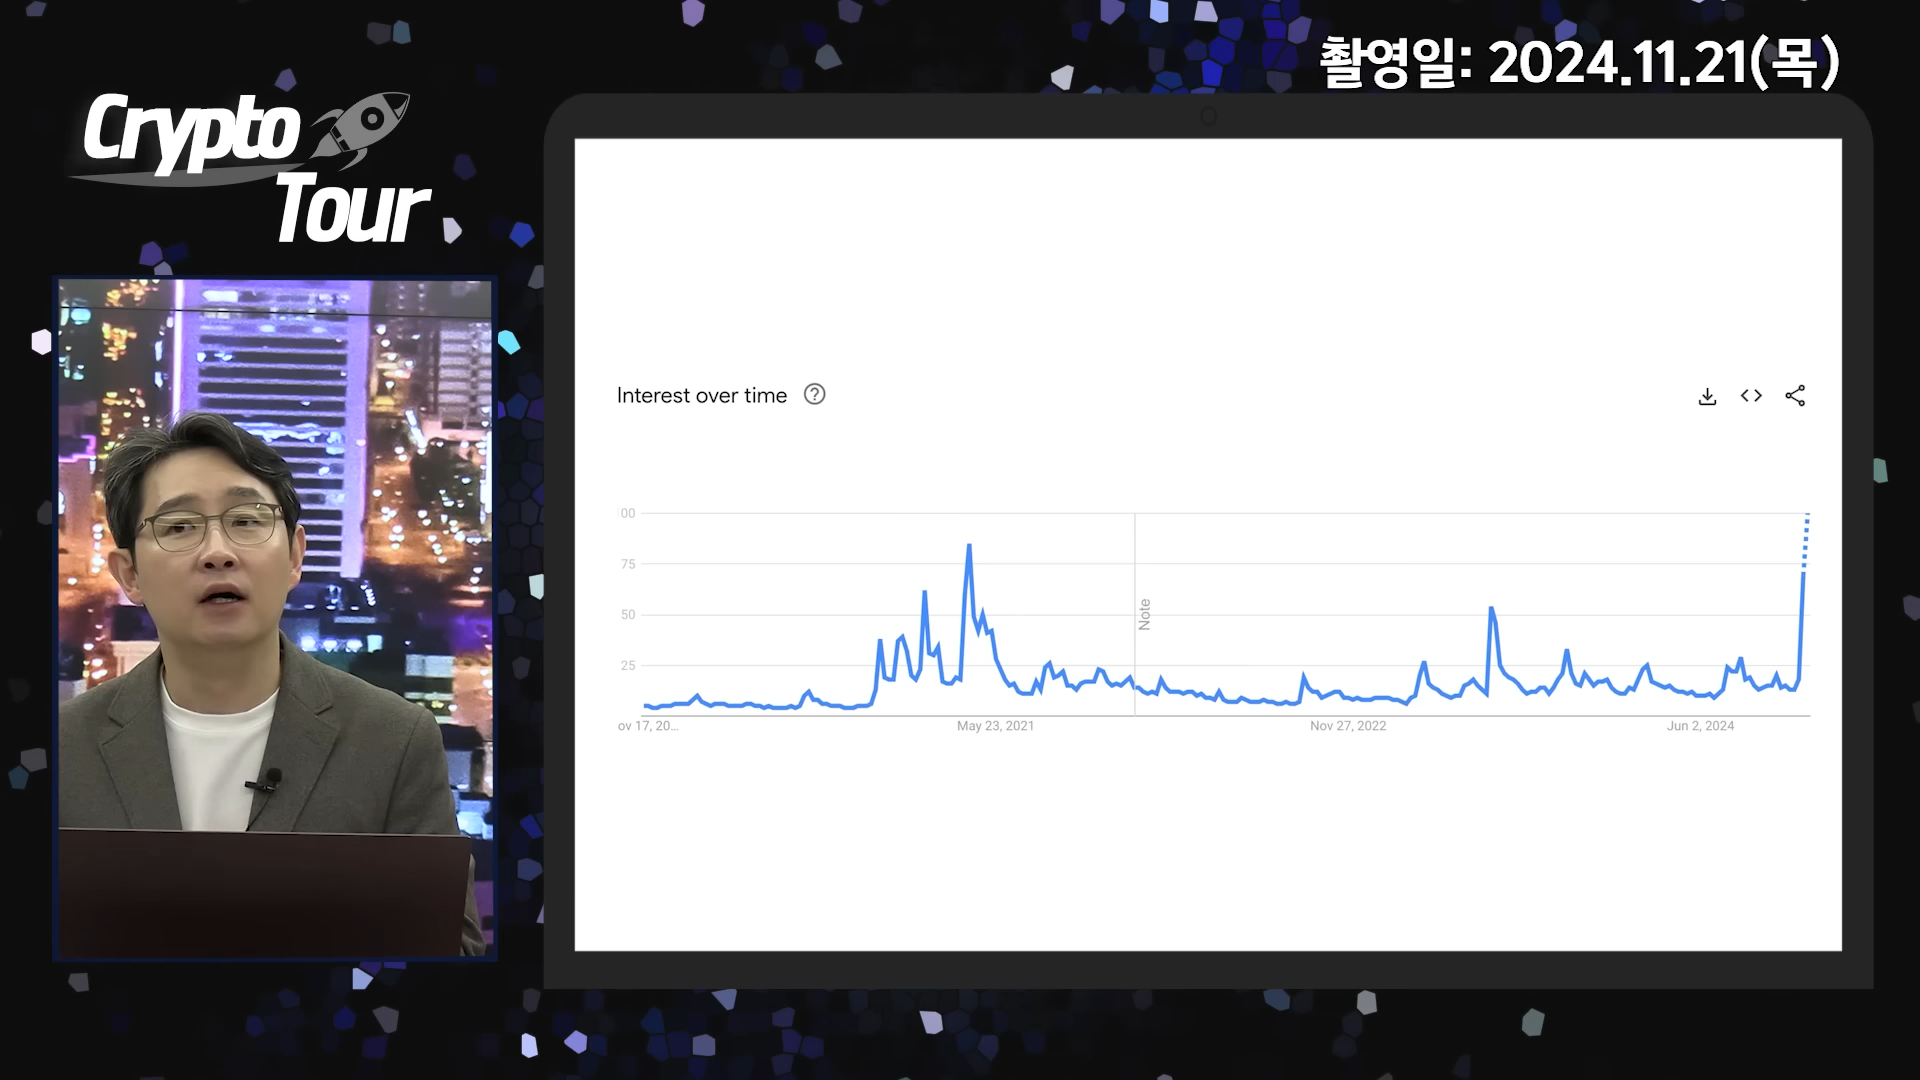 촬영일: 2024.11.21(목)
Crypto
Tour
Interest over time ?
00
75
50
25
Note
ov 17, 20...
May 23, 2021
Nov 27, 2022
Jun 2, 2024